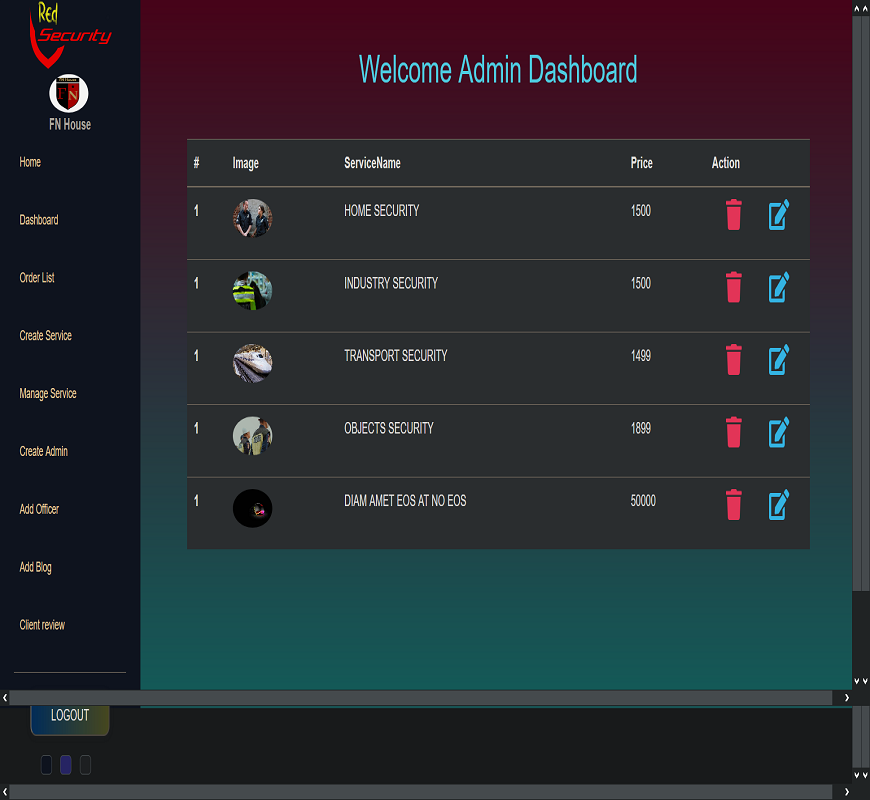 Red
Security
FN House
FN
FN House
Home
Dashboard
Order List
Create Service
Manage Service
Create Admin
Add Officer
Add Blog
Client review
LOGOUT
Welcome Admin Dashboard
# Image ServiceName Price Action
1 HOME SECURITY 1500
1 INDUSTRY SECURITY 1500
1 TRANSPORT SECURITY 1499
1 OBJECTS SECURITY 1899
1 DIAM AMET EOS AT NO EOS 50000